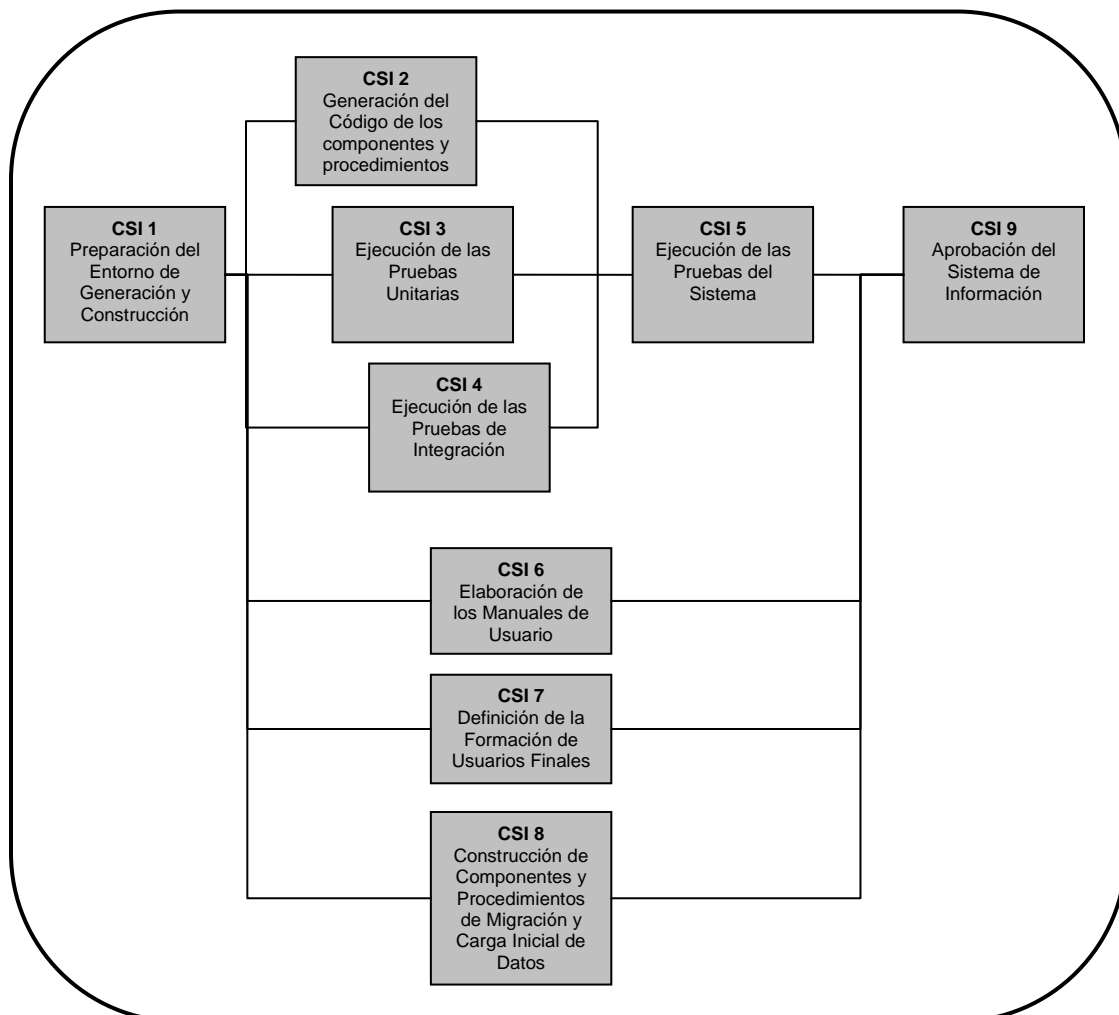 CSI 2
Generación del
Código de los
componentes y
procedimientos
CSI 1
Preparación del
Entorno de
Generación y
Construcción
CSI 3
Ejecución de las
Pruebas
Unitarias
CSI 5
Ejecución de las
Pruebas del
Sistema
CSI 9
Aprobación del
Sistema de
Información
CSI 4
Ejecución de las
Pruebas de
Integración
CSI 6
Elaboración de
los Manuales de
Usuario
CSI 7
Definición de la
Formación de
Usuarios Finales
CSI 8
Construcción de
Componentes y
Procedimientos
de Migración y
Carga Inicial de
Datos